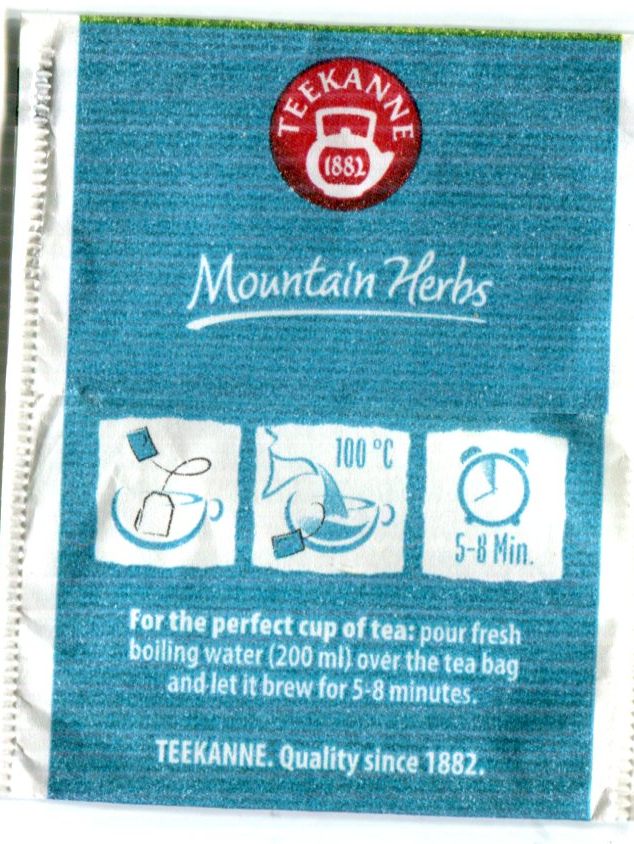 TEEKANNE
1882
Mountain Herbs
100 °C
5-8 Min.
For the perfect cup of tea: pour fresh
boiling water (200 ml) over the tea bag
and let it brew for 5-8 minutes.
TEEKANNE. Quality since 1882.